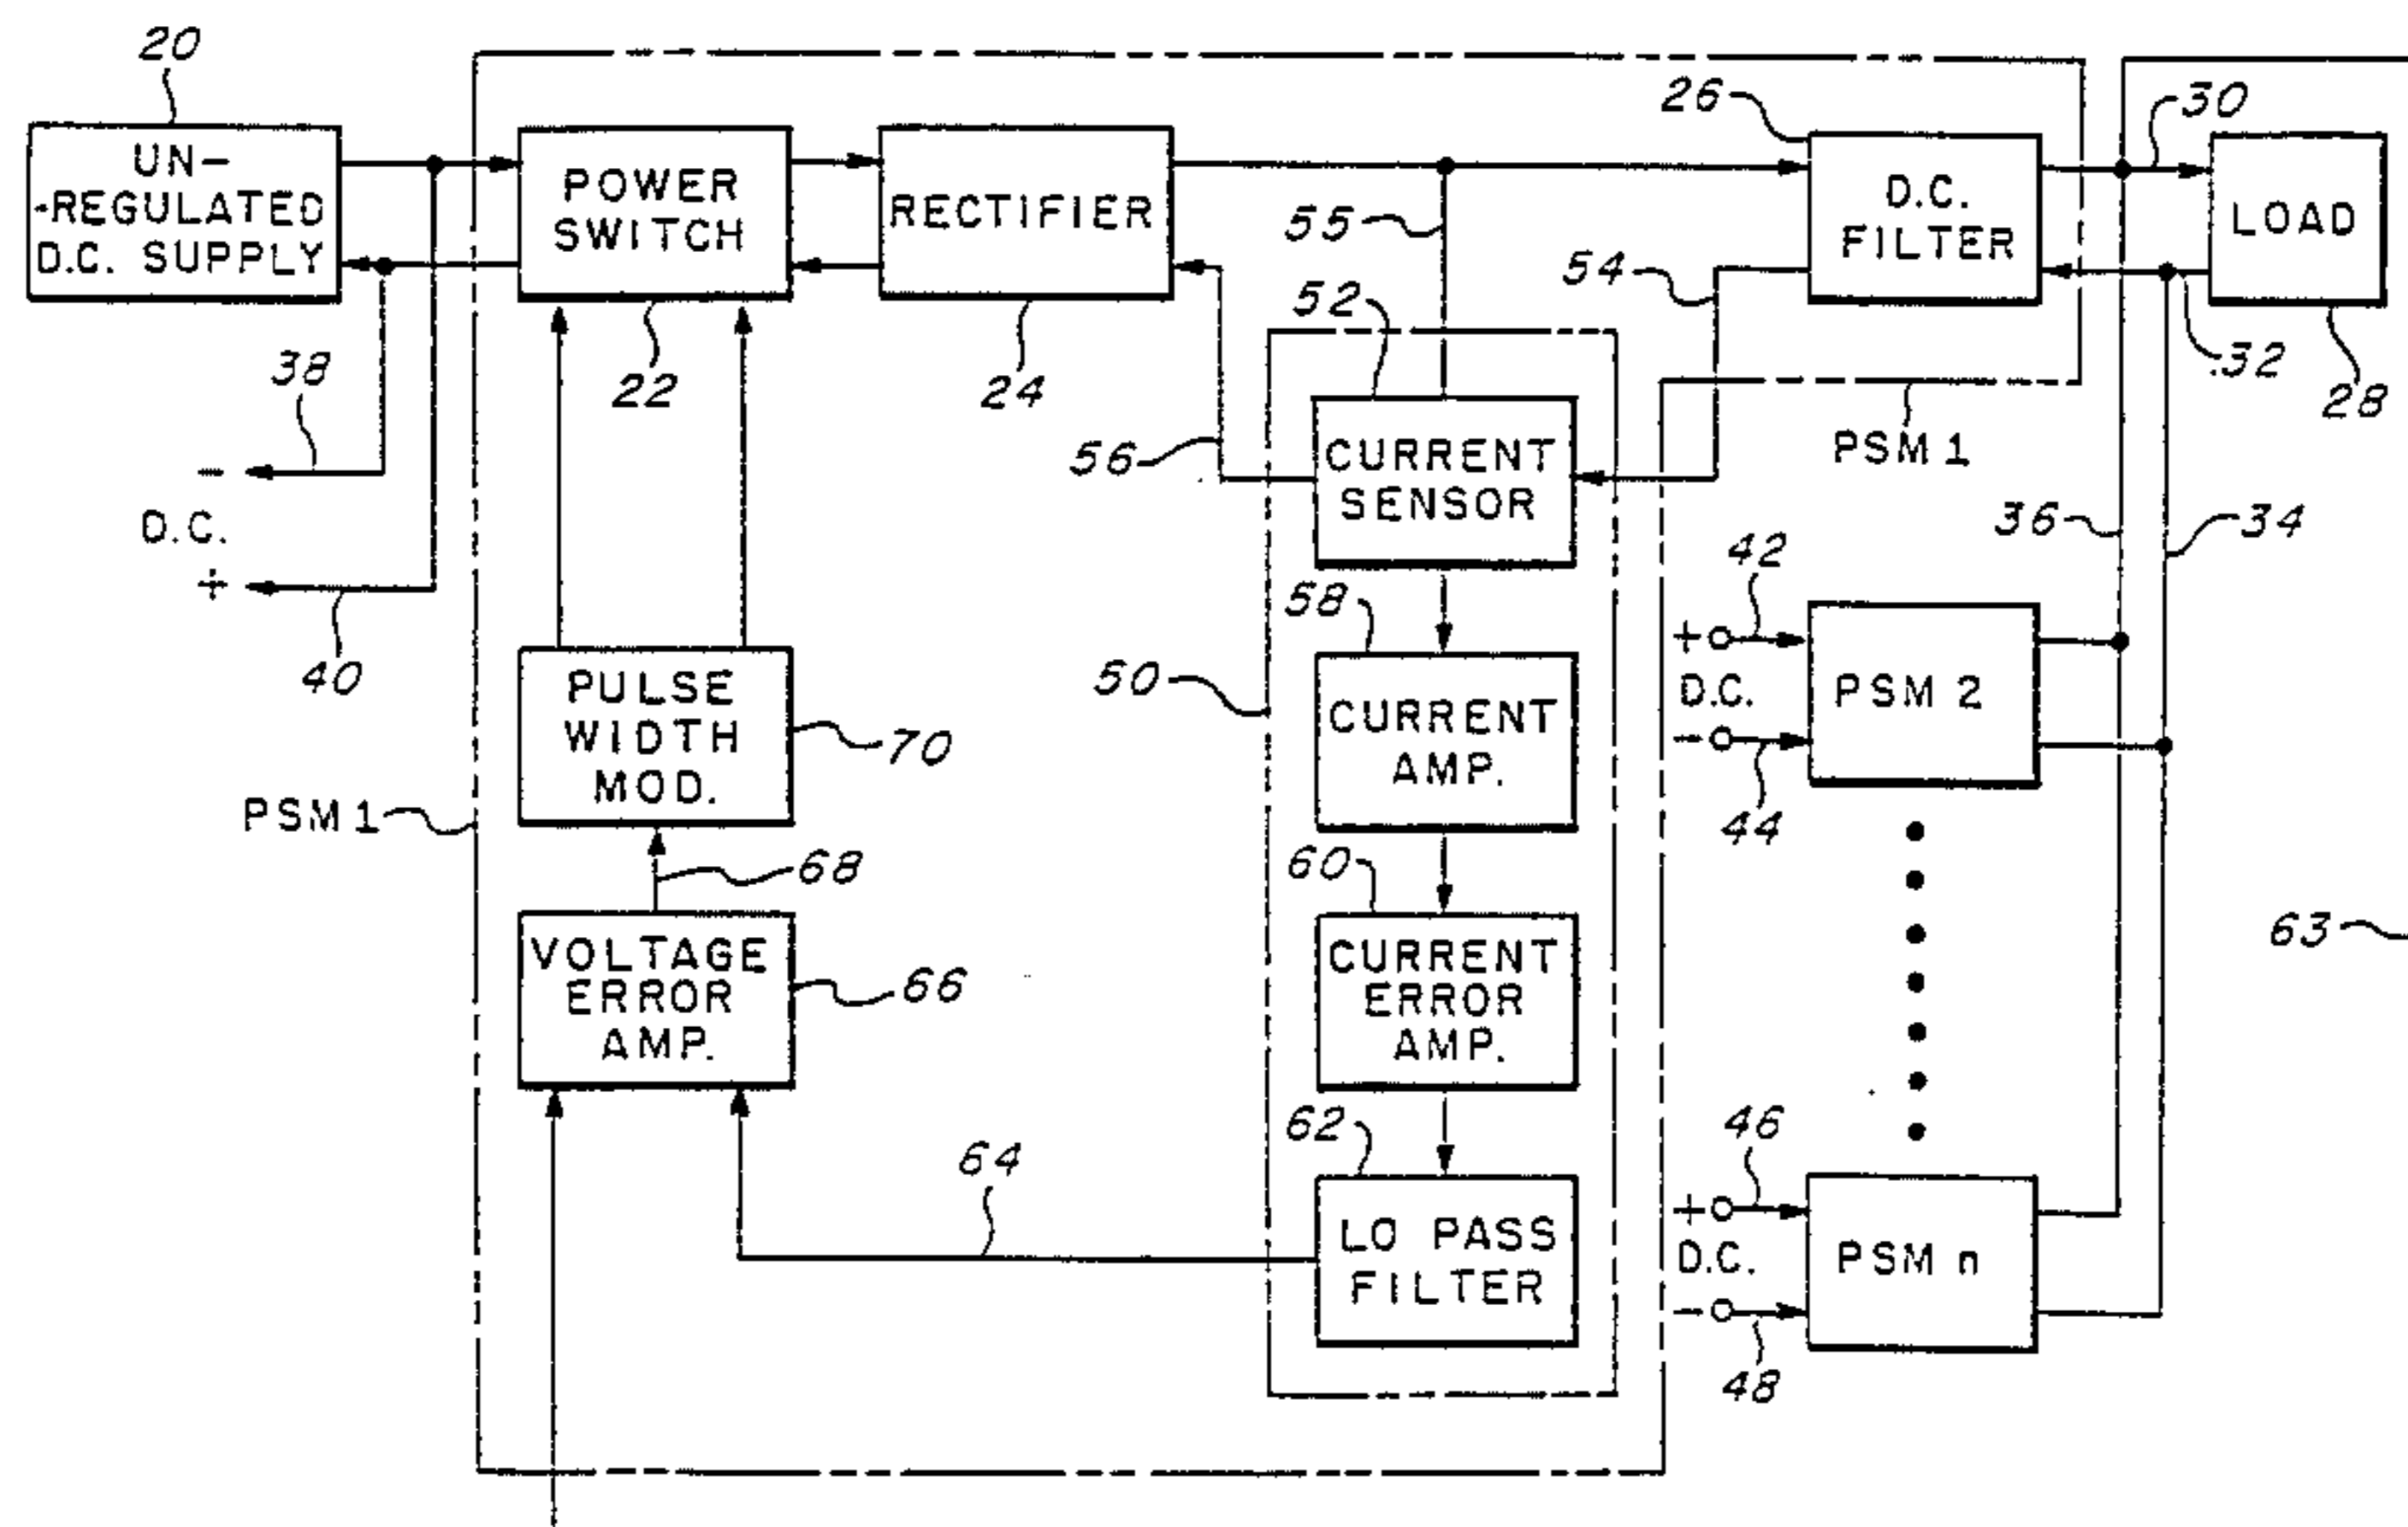 20
UN-
-REGULATED
D.C. SUPPLY
POWER
SWITCH
22
RECTIFIER
24
26
D.C.
FILTER
30
LOAD
28
32
55
54
52
56
CURRENT
SENSOR
PSM 1
38
-
D.C.
+
40
36
34
58
50
CURRENT
AMP.
PULSE
WIDTH
MOD.
70
PSM 1
68
42
+
D.C.
-
44
PSM 2
60
CURRENT
ERROR
AMP.
63
VOLTAGE
ERROR
AMP.
66
62
LO PASS
FILTER
64
46
+
D.C.
-
48
PSM n